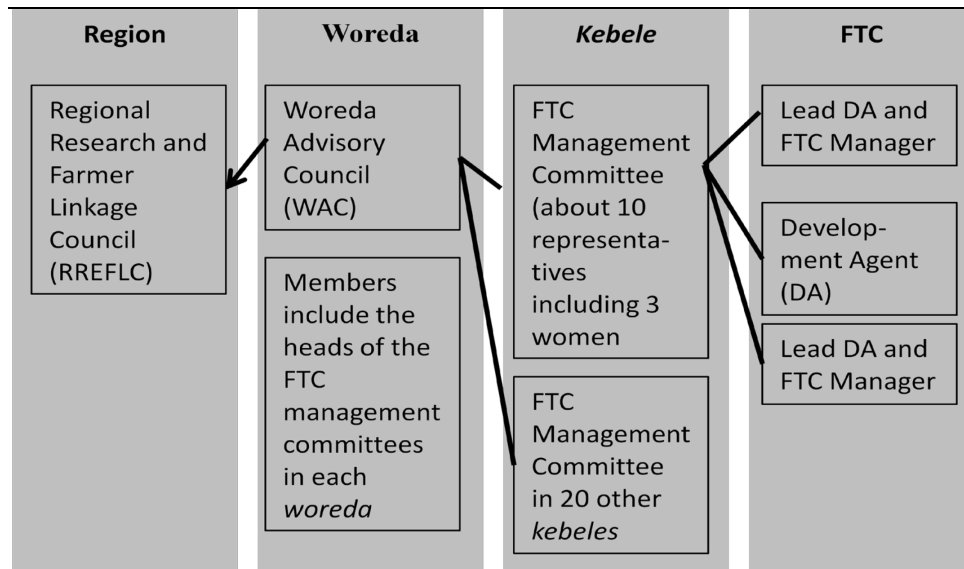 Region
Regional
Research and
Farmer
Linkage
Council
(RREFLC)
Woreda
Woreda
Advisory
Council
(WAC)
Members
include the
heads of the
FTC
management
committees
in each
woreda
Kebele
FTC
Management
Committee
(about 10
representa-
tives
including 3
women
FTC
Management
Committee
in 20 other
kebeles
FTC
Lead DA and
FTC Manager
Develop-
ment Agent
(DA)
Lead DA and
FTC Manager